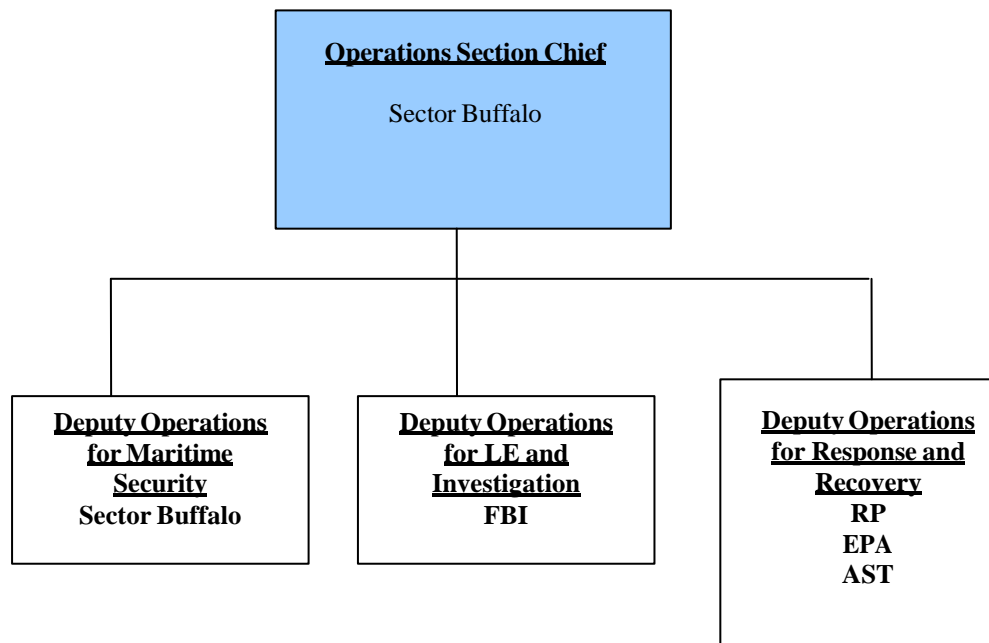 Operations Section Chief
Sector Buffalo
Deputy Operations
for Maritime
Security
Sector Buffalo
Deputy Operations
for LE and
Investigation
FBI
Deputy Operations
for Response and
Recovery
RP
EPA
AST